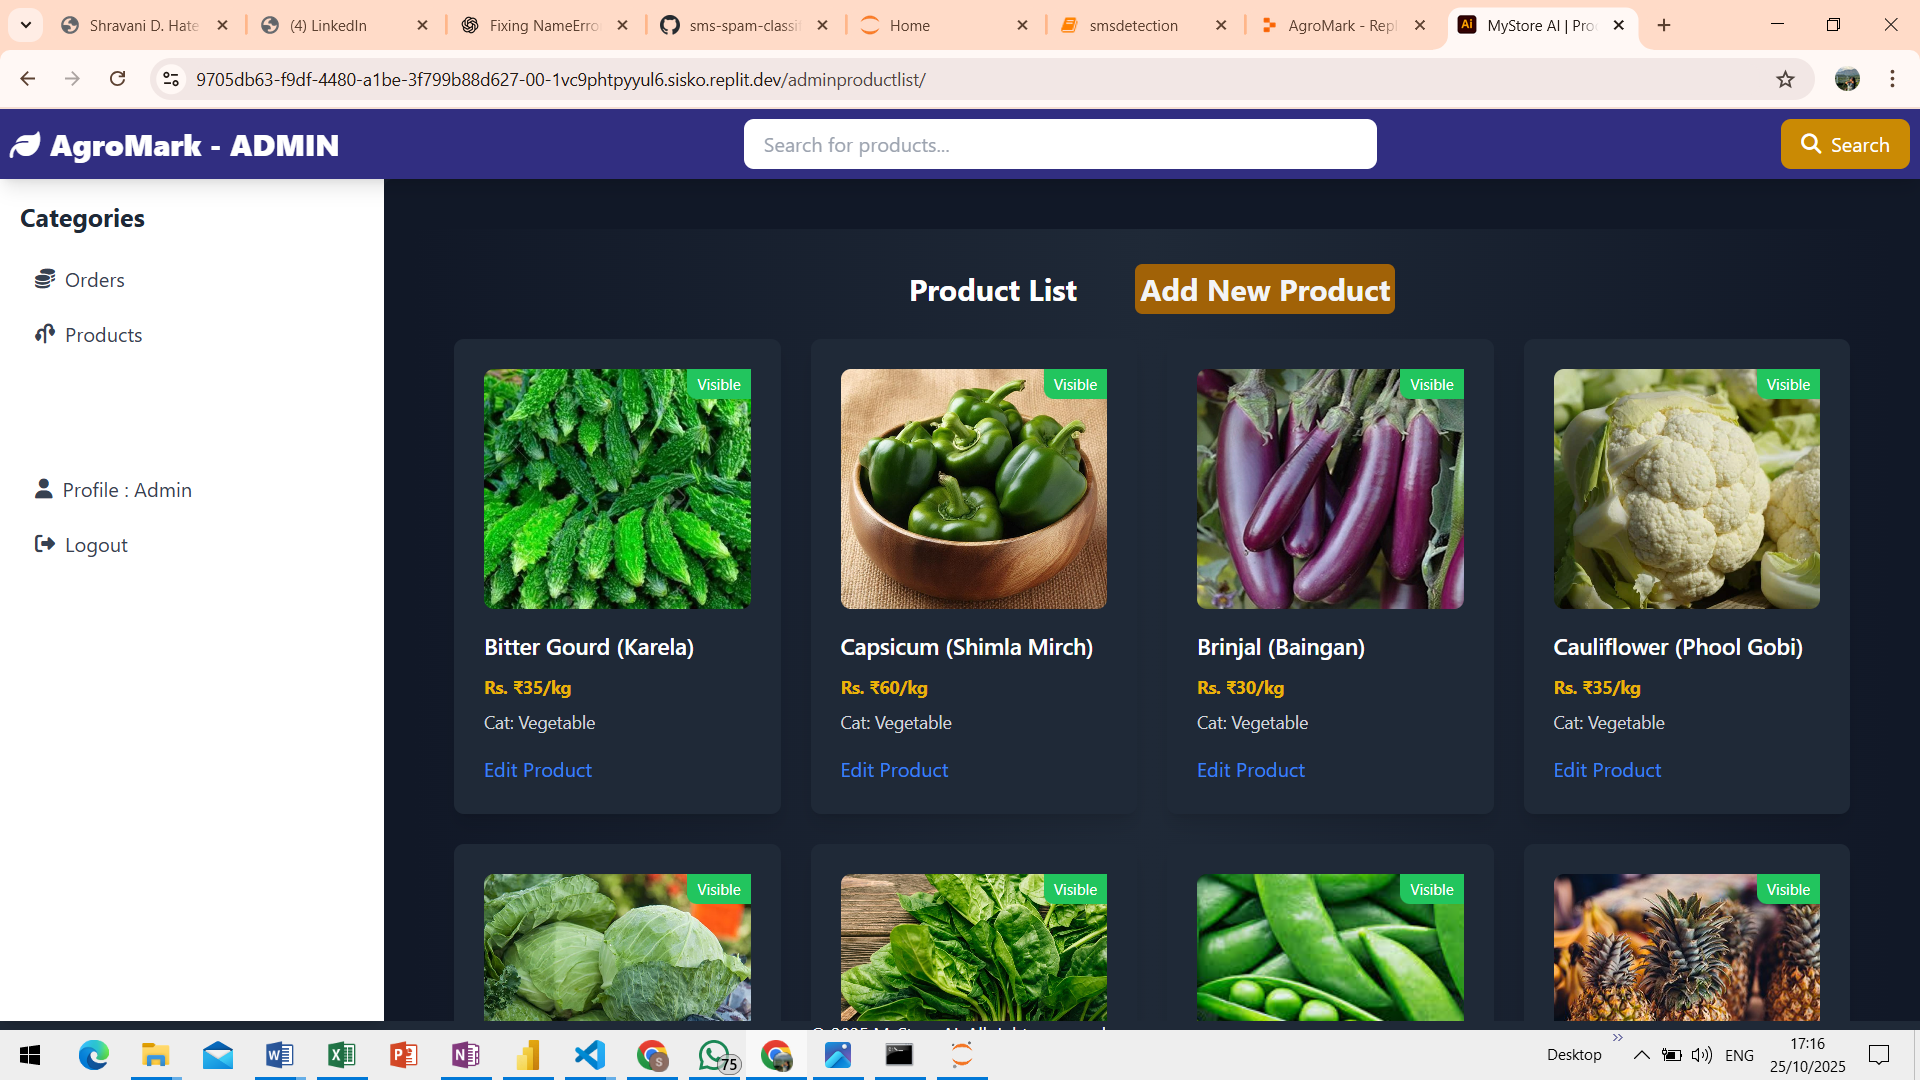 Shravani D. Hate
(4) LinkedIn
Fixing NameErro
sms-spam-classif
Home
smsdetection
AgroMark - Repl
Ai
MyStore AI | Pro
9705db63-f9df-4480-a1be-3f799b88d627-00-1vc9phtpyyul6.sisko.replit.dev/adminproductlist/
AgroMark - ADMIN
Search for products...
Search
Categories
Orders
Products
Profile : Admin
Logout
Product List
Add New Product
Visible
Visible
Visible
Visible
Bitter Gourd (Karela)
Capsicum (Shimla Mirch)
Brinjal (Baingan)
Cauliflower (Phool Gobi)
Rs. ₹35/kg
Rs. ₹60/kg
Rs. ₹30/kg
Rs. ₹35/kg
Cat: Vegetable
Cat: Vegetable
Cat: Vegetable
Cat: Vegetable
Edit Product
Edit Product
Edit Product
Edit Product
Visible
Visible
Visible
Visible
75
S
Desktop
ENG
17:16
25/10/2025